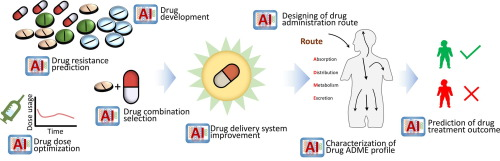 AI
Drug
development
AI
Drug resistance
prediction
Dose usage
Time
AI
Drug dose
optimization
+
AI
Drug combination
selection
AI
Drug delivery system
improvement
AI
Designing of drug
administration route
Route
Absorption
Distribution
Metabolism
Excretion
AI
Characterization of
Drug ADME profile
AI
Prediction of drug
treatment outcome